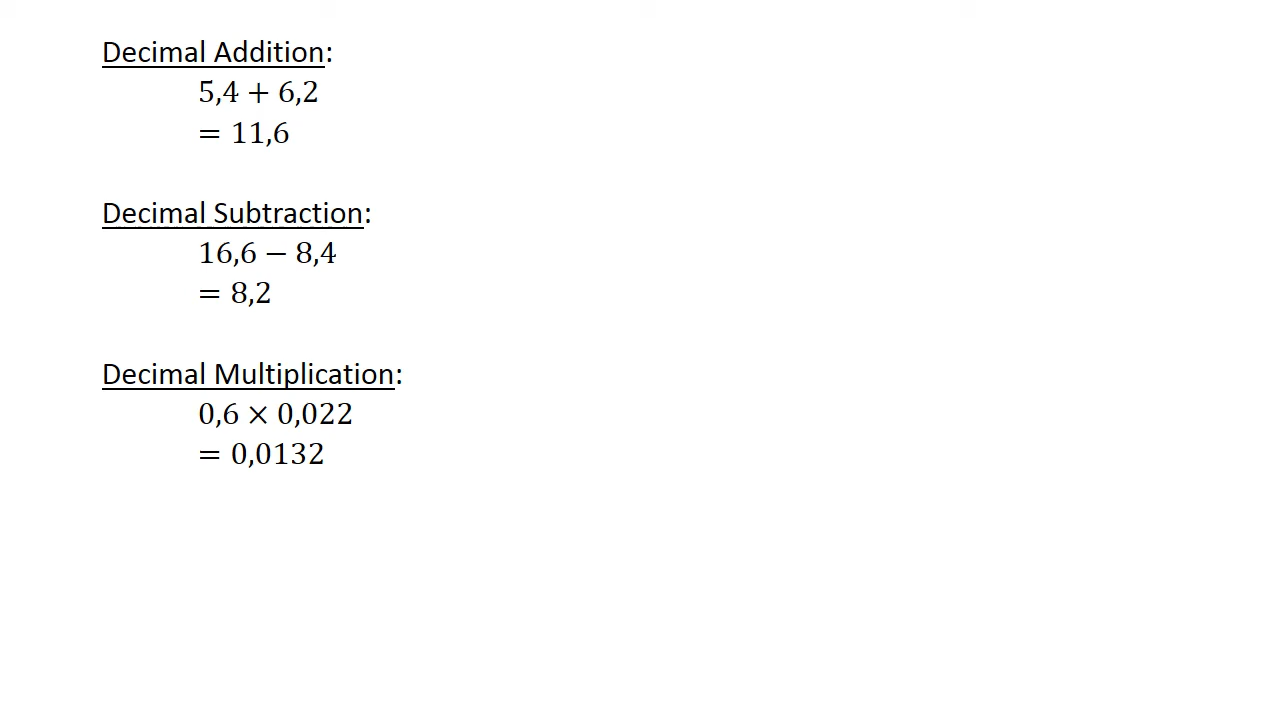 Decimal Addition:
5,4 + 6,2
= 11,6
Decimal Subtraction:
16,6 − 8,4
= 8,2
Decimal Multiplication:
0,6 × 0,022
= 0,0132